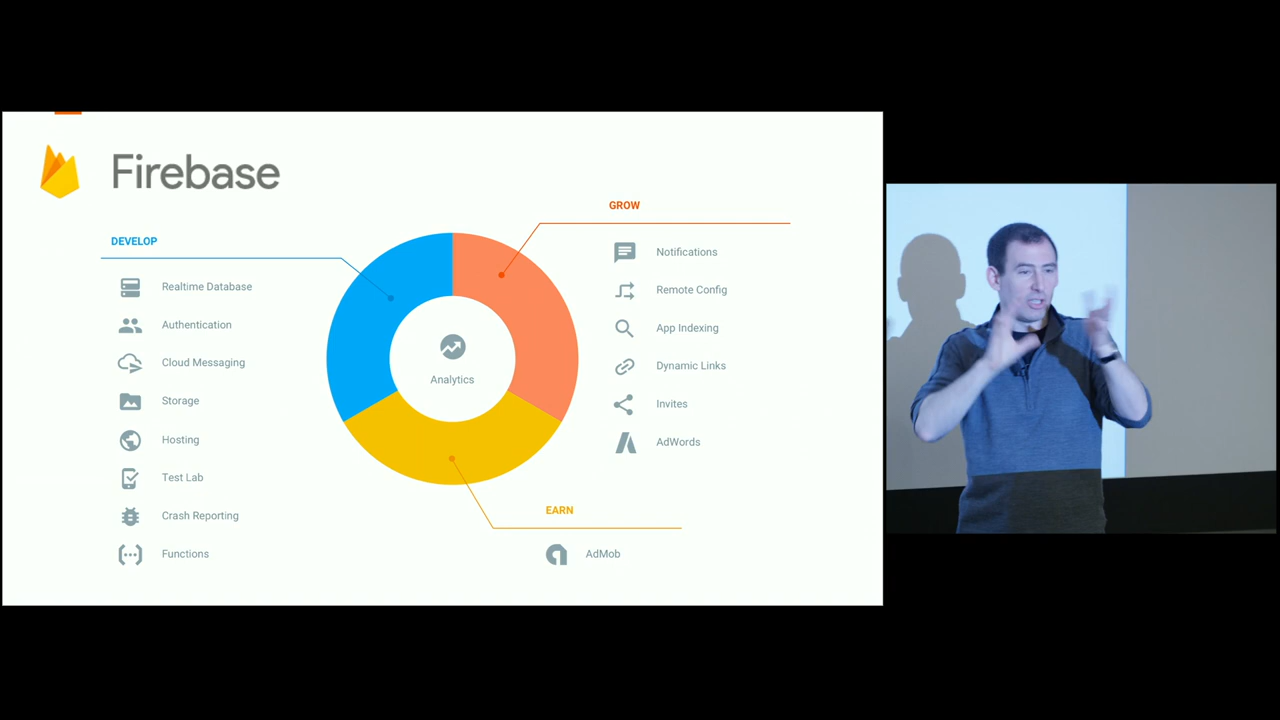 Firebase
DEVELOP
Realtime Database
Authentication
Cloud Messaging
Storage
Hosting
Test Lab
Crash Reporting
Functions
Analytics
GROW
Notifications
Remote Config
App Indexing
Dynamic Links
Invites
AdWords
EARN
AdMob